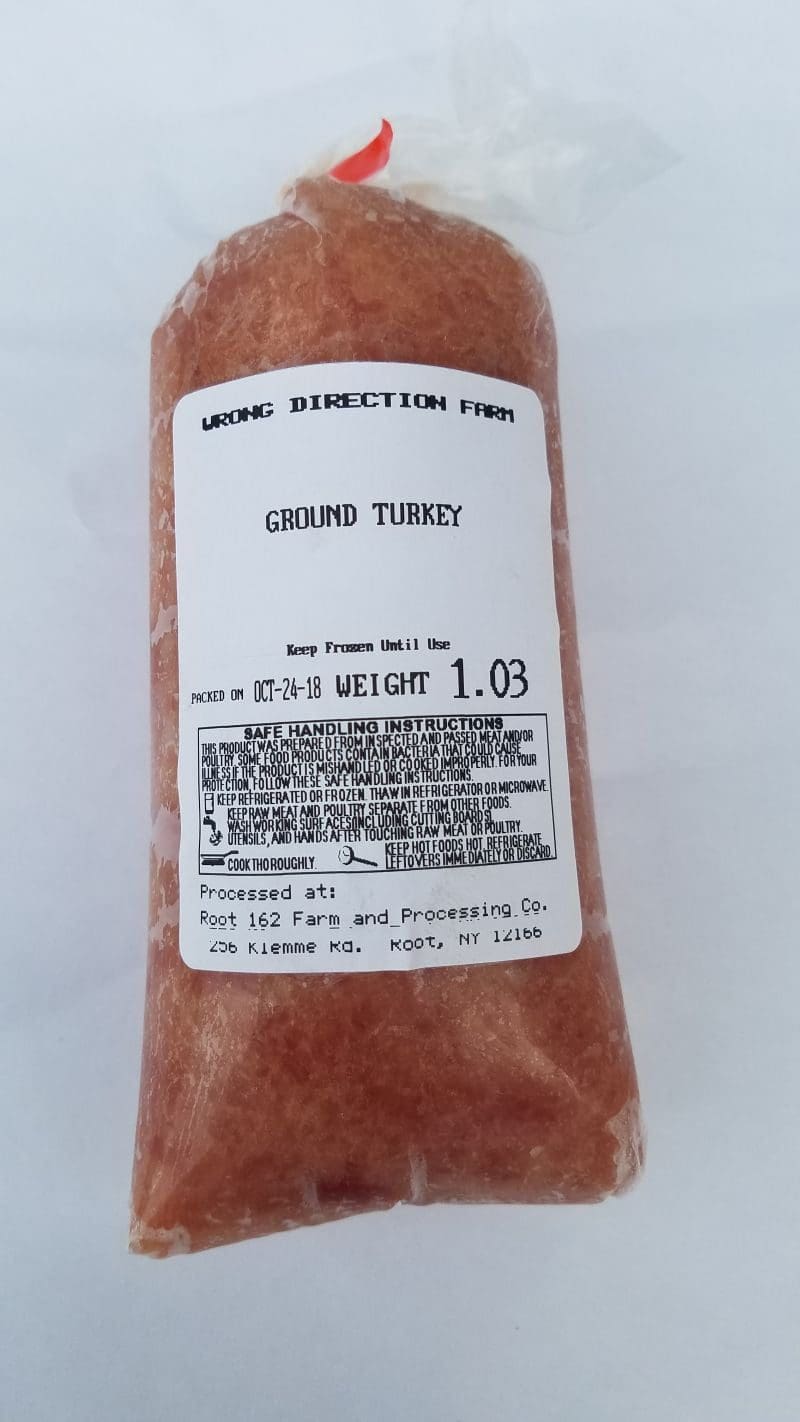 WRONG DIRECTION FARM
GROUND TURKEY
Keep Frozen Until Use
PACKED ON OCT-24-18 WEIGHT 1.03
SAFE HANDLING INSTRUCTIONS
THIS PRODUCT WAS PREPARED FROM INSPECTED AND PASSED MEAT AND/OR
POULTRY. SOME FOOD PRODUCTS CONTAIN BACTERIA THAT COULD CAUSE
ILLNESS IF THE PRODUCT IS MISHANDLED OR COOKED IMPROPERLY. FOR YOUR
PROTECTION, FOLLOW THESE SAFE HANDLING INSTRUCTIONS.
KEEP REFRIGERATED OR FROZEN. THAW IN REFRIGERATOR OR MICROWAVE.
KEEP RAW MEAT AND POULTRY SEPARATE FROM OTHER FOODS.
WASH WORKING SURFACES(INCLUDING CUTTING BOARDS),
UTENSILS, AND HANDS AFTER TOUCHING RAW MEAT OR POULTRY.
COOK THOROUGHLY.
KEEP HOT FOODS HOT. REFRIGERATE
LEFTOVERS IMMEDIATELY OR DISCARD.
Processed at:
Root 162 Farm and Processing Co.
256 Klemme Rd. Root, NY 12166